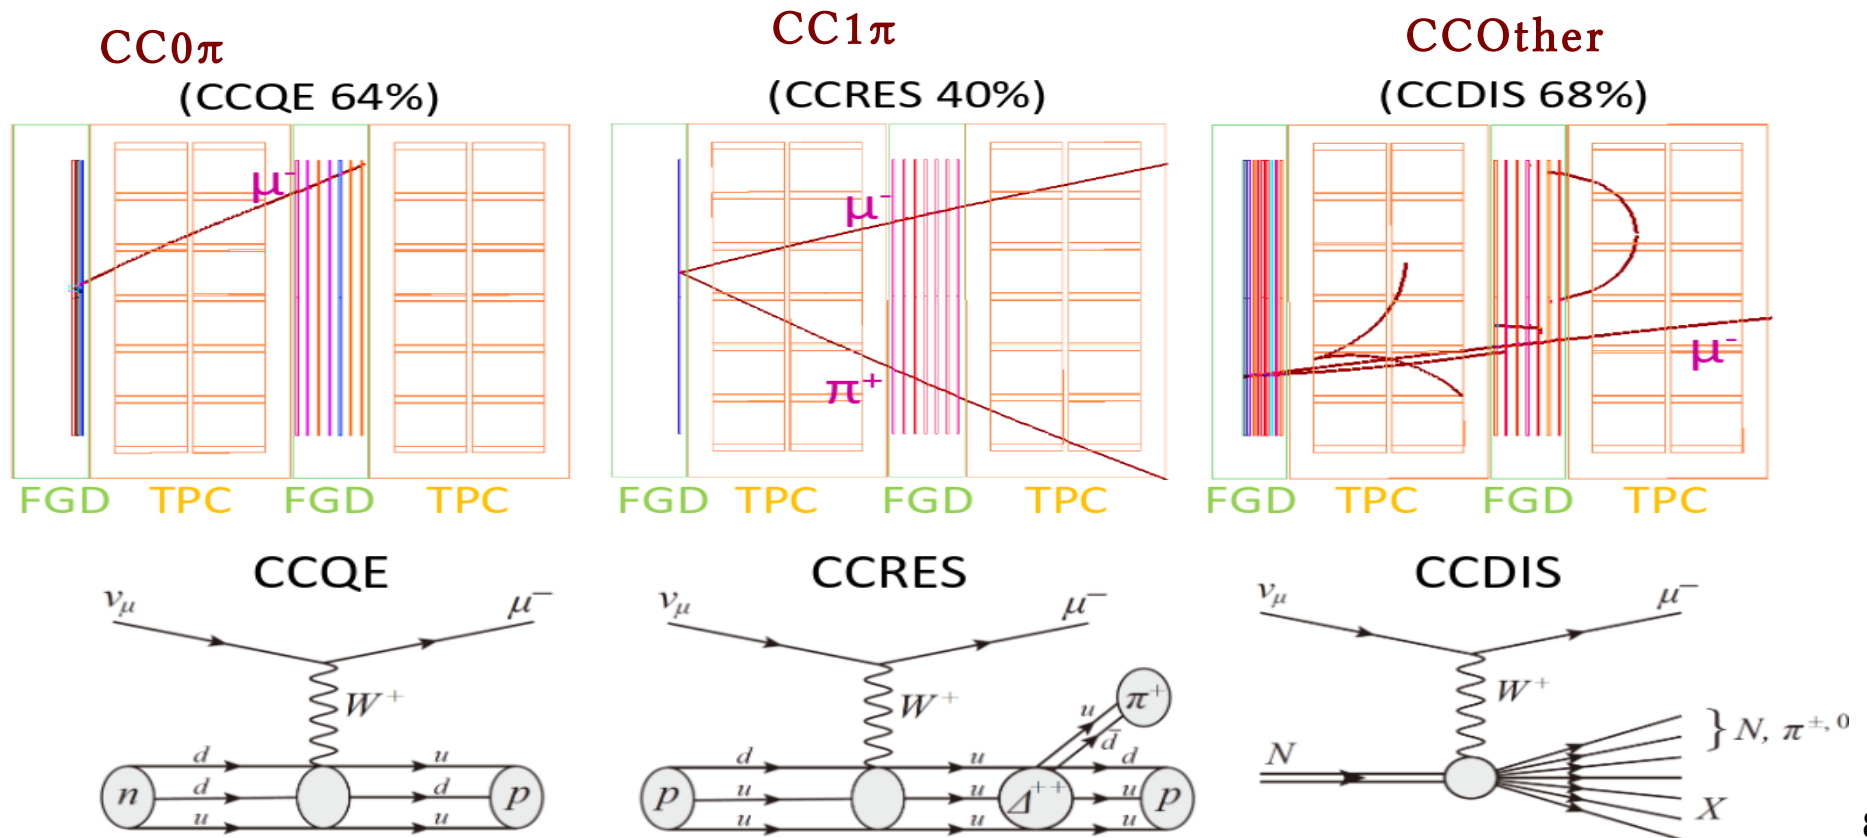 CC0π
CC1π
CCOther
(CCQE 64%)
(CCRES 40%)
(CCDIS 68%)
μ-
μ-
π+
μ-
FGD TPC FGD TPC
FGD TPC FGD TPC
FGD TPC FGD TPC
CCQE
νμ
μ−
W+
d
u
n
d
d
p
u
u
CCRES
νμ
μ−
W+
π+
u
d̄
d
u
d
p
u
u
Δ++
u
p
u
u
u
CCDIS
νμ
μ−
W+
N
} N, π±,0
X